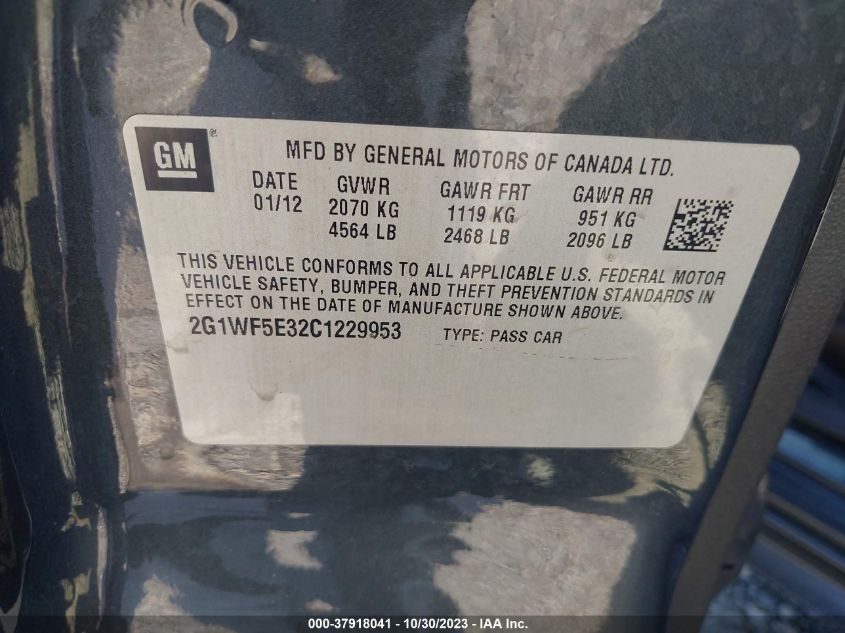 GM®
MFD BY GENERAL MOTORS OF CANADA LTD.
DATE GVWR GAWR FRT GAWR RR
01/12 2070 KG 1119 KG 951 KG
4564 LB 2468 LB 2096 LB
THIS VEHICLE CONFORMS TO ALL APPLICABLE U.S. FEDERAL MOTOR
VEHICLE SAFETY, BUMPER, AND THEFT PREVENTION STANDARDS IN
EFFECT ON THE DATE OF MANUFACTURE SHOWN ABOVE.
2G1WF5E32C1229953 TYPE: PASS CAR
000-37918041 - 10/30/2023 - Copyright © 2023 IAA, Inc.